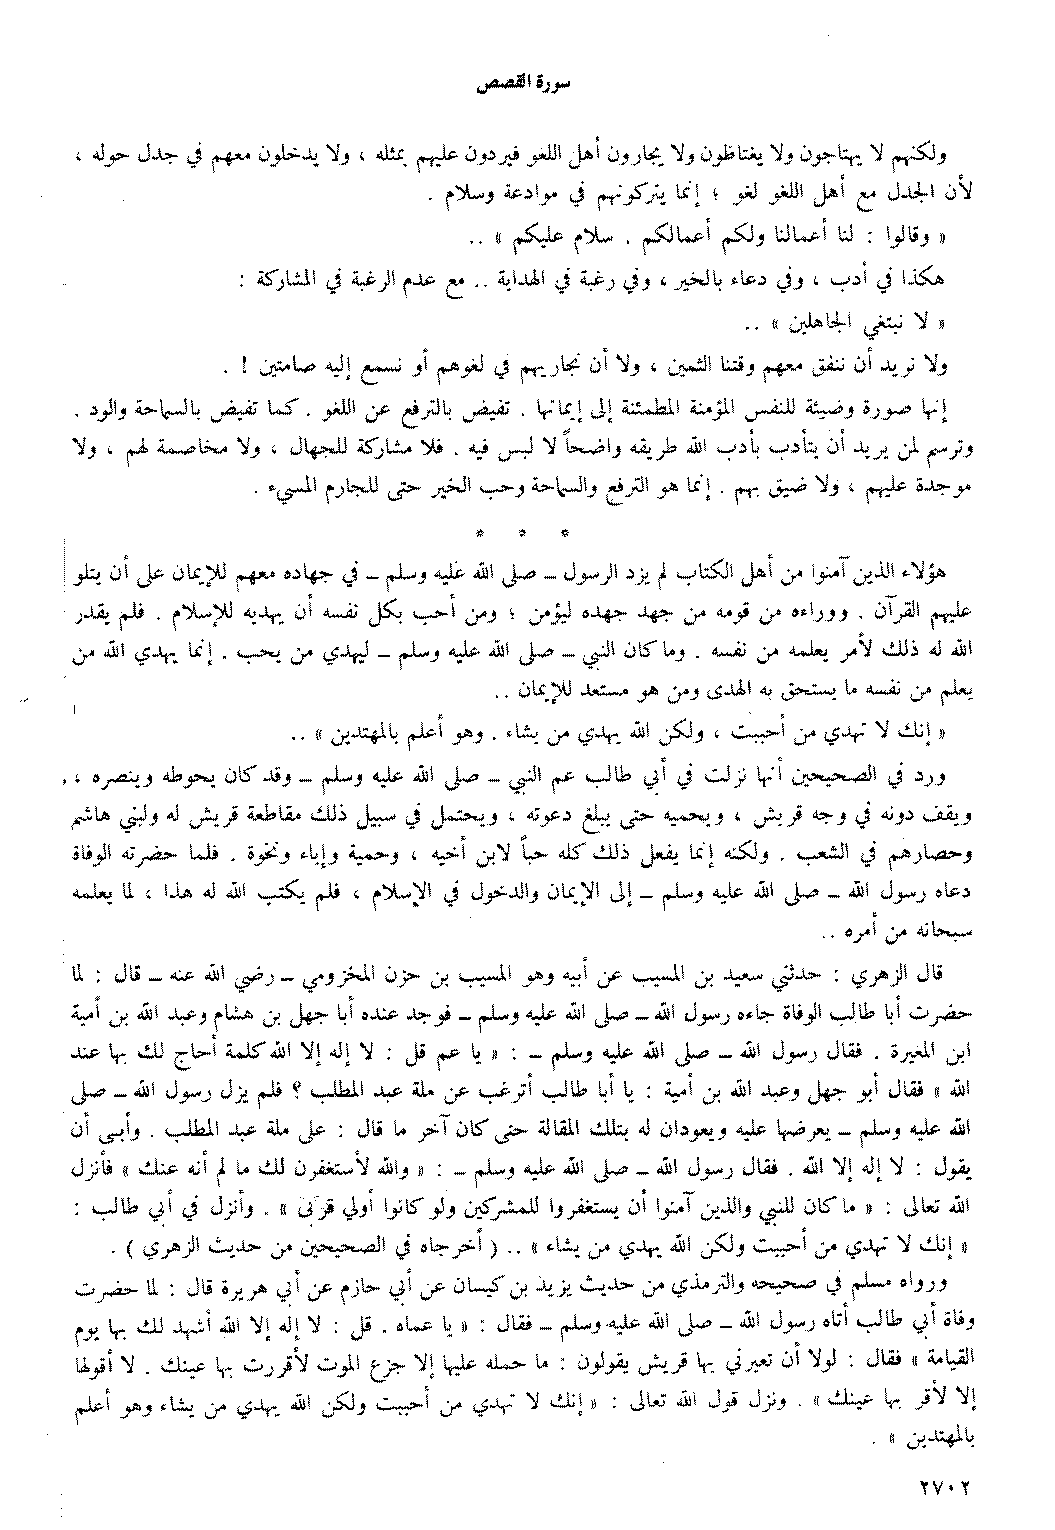 سورة القصص
ولكنهم لا يهتاجون ولا يغتاظون ولا يجارون أهل اللغو فيردون عليهم بمثله ، ولا يدخلون معهم في جدل حوله ،
لأن الجدل مع أهل اللغو لغو ؛ إنما يتركونهم في موادعة وسلام .
« وقالوا : لنا أعمالنا ولكم أعمالكم . سلام عليكم » ..
هكذا في أدب ، وفي دعاء بالخير ، وفي رغبة في الهداية .. مع عدم الرغبة في المشاركة :
« لا نبتغي الجاهلين » ..
ولا نريد أن ننفق معهم وقتنا الثمين ، ولا أن نجاريهم في لغوهم أو نسمع إليه صامتين ! .
إنها صورة وضيئة للنفس المؤمنة المطمئنة إلى إيمانها . تفيض بالترفع عن اللغو . كما تفيض بالسماحة والود .
وترسم لمن يريد أن يتأدب بأدب الله طريقه واضحاً لا لبس فيه . فلا مشاركة للجهال ، ولا مخاصمة لهم ، ولا
موجدة عليهم ، ولا ضيق بهم . إنما هو الترفع والسماحة وحب الخير حتى للجارم المسيء .
* * *
هؤلاء الذين آمنوا من أهل الكتاب لم يزد الرسول – صلى الله عليه وسلم – في جهاده معهم للإيمان على أن يتلو
عليهم القرآن . ووراءه من قومه من جهد جهده ليؤمن ؛ ومن أحب بكل نفسه أن يهديه للإسلام . فلم يقدر
الله له ذلك لأمر يعلمه من نفسه . وما كان النبي – صلى الله عليه وسلم – ليهدي من يحب . إنما يهدي الله من
يعلم من نفسه ما يستحق به الهدى ومن هو مستعد للإيمان ..
« إنك لا تهدي من أحببت ، ولكن الله يهدي من يشاء . وهو أعلم بالمهتدين » ..
ورد في الصحيحين أنها نزلت في أبي طالب عم النبي – صلى الله عليه وسلم – وقد كان يحوطه وينصره ،
ويقف دونه في وجه قريش ، ويحميه حتى يبلغ دعوته ، ويحتمل في سبيل ذلك مقاطعة قريش له ولبني هاشم
وحصارهم في الشعب . ولكنه إنما يفعل ذلك كله حباً لابن أخيه ، وحمية وإباء ونخوة . فلما حضرته الوفاة
دعاه رسول الله – صلى الله عليه وسلم – إلى الإيمان والدخول في الإسلام ، فلم يكتب الله له هذا ، لما يعلمه
سبحانه من أمره ..
قال الزهري : حدثني سعيد بن المسيب عن أبيه وهو المسيب بن حزن المخزومي – رضي الله عنه – قال : لما
حضرت أبا طالب الوفاة جاءه رسول الله – صلى الله عليه وسلم – فوجد عنده أبا جهل بن هشام وعبد الله بن أمية
ابن المغيرة . فقال رسول الله – صلى الله عليه وسلم – : « يا عم قل : لا إله إلا الله كلمة أحاج لك بها عند
الله » فقال أبو جهل وعبد الله بن أمية : يا أبا طالب أترغب عن ملة عبد المطلب ؟ فلم يزل رسول الله – صلى
الله عليه وسلم – يعرضها عليه ويعودان له بتلك المقالة حتى كان آخر ما قال : على ملة عبد المطلب . وأبى أن
يقول : لا إله إلا الله . فقال رسول الله – صلى الله عليه وسلم – : « والله لأستغفرن لك ما لم أنه عنك » فأنزل
الله تعالى : « ما كان للنبي والذين آمنوا أن يستغفروا للمشركين ولو كانوا أولي قربى » . وأنزل في أبي طالب :
« إنك لا تهدي من أحببت ولكن الله يهدي من يشاء » .. ( أخرجاه في الصحيحين من حديث الزهري ) .
ورواه مسلم في صحيحه والترمذي من حديث يزيد بن كيسان عن أبي حازم عن أبي هريرة قال : لما حضرت
وفاة أبي طالب أتاه رسول الله – صلى الله عليه وسلم – فقال : « يا عماه . قل : لا إله إلا الله أشهد لك بها يوم
القيامة » فقال : لولا أن تعيرني بها قريش يقولون : ما حمله عليها إلا جزع الموت لأقررت بها عينك . لا أقولها
إلا لأقر بها عينك » . ونزل قول الله تعالى : « إنك لا تهدي من أحببت ولكن الله يهدي من يشاء وهو أعلم
بالمهتدين » .
٢٧٠٢